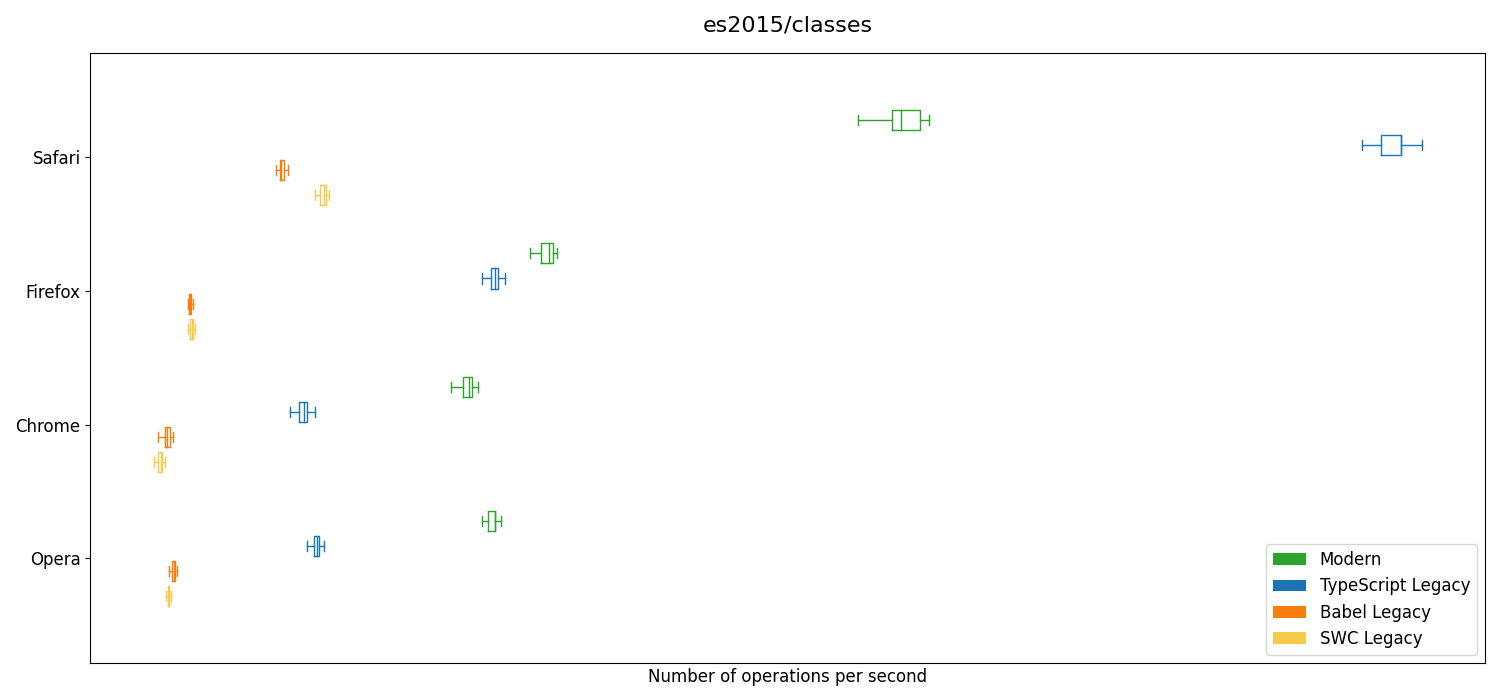 es2015/classes
Safari
Firefox
Chrome
Opera
Modern
TypeScript Legacy
Babel Legacy
SWC Legacy
Number of operations per second